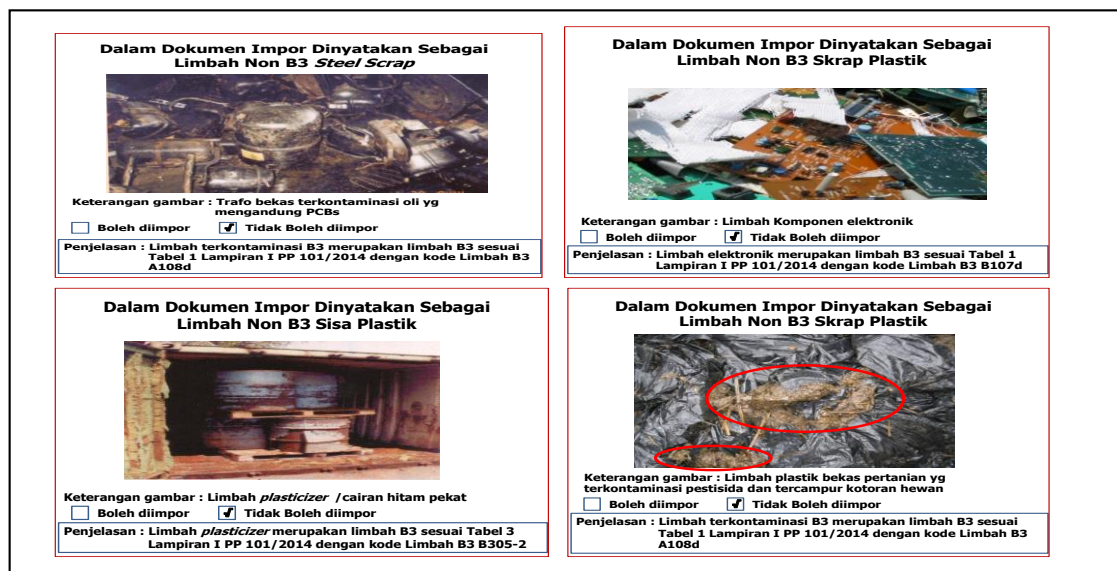 Dalam Dokumen Impor Dinyatakan Sebagai
Limbah Non B3 Steel Scrap
Keterangan gambar : Trafo bekas terkontaminasi oli yg
mengandung PCBs
Boleh diimpor ✓ Tidak Boleh diimpor
Penjelasan : Limbah terkontaminasi B3 merupakan limbah B3 sesuai
Tabel 1 Lampiran I PP 101/2014 dengan kode Limbah B3
A108d
Dalam Dokumen Impor Dinyatakan Sebagai
Limbah Non B3 Skrap Plastik
Keterangan gambar : Limbah Komponen elektronik
Boleh diimpor ✓ Tidak Boleh diimpor
Penjelasan : Limbah elektronik merupakan limbah B3 sesuai Tabel 1
Lampiran I PP 101/2014 dengan kode Limbah B3 B107d
Dalam Dokumen Impor Dinyatakan Sebagai
Limbah Non B3 Sisa Plastik
Keterangan gambar : Limbah plasticizer /cairan hitam pekat
Boleh diimpor ✓ Tidak Boleh diimpor
Penjelasan : Limbah plasticizer merupakan limbah B3 sesuai Tabel 3
Lampiran I PP 101/2014 dengan kode Limbah B3 B305-2
Dalam Dokumen Impor Dinyatakan Sebagai
Limbah Non B3 Skrap Plastik
Keterangan gambar : Limbah plastik bekas pertanian yg
terkontaminasi pestisida dan tercampur kotoran hewan
Boleh diimpor ✓ Tidak Boleh diimpor
Penjelasan : Limbah terkontaminasi B3 merupakan limbah B3 sesuai
Tabel 1 Lampiran I PP 101/2014 dengan kode Limbah B3
A108d